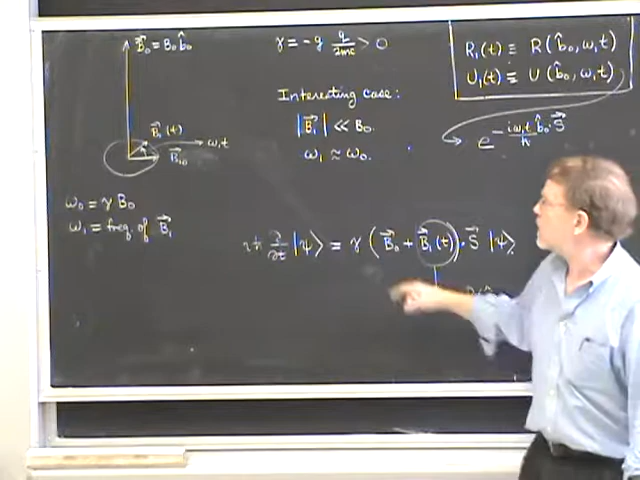 B⃗₀ = B₀ b̂₀
B⃗₁(t)
ω₁t
B⃗₁₀
ω₀ = γ B₀
ω₁ = freq. of B⃗₁
γ = -g q/2mc > 0
Interesting case:
|B⃗₁| << B₀
ω₁ ≈ ω₀.
R₁(t) ≡ R(b̂₀, ω₁t)
U₁(t) ≡ U(b̂₀, ω₁t)
e^(-iω₁t/ħ b̂₀·S⃗)
iħ ∂/∂t |ψ⟩ = γ (B⃗₀ + B⃗₁(t))·S⃗ |ψ⟩.